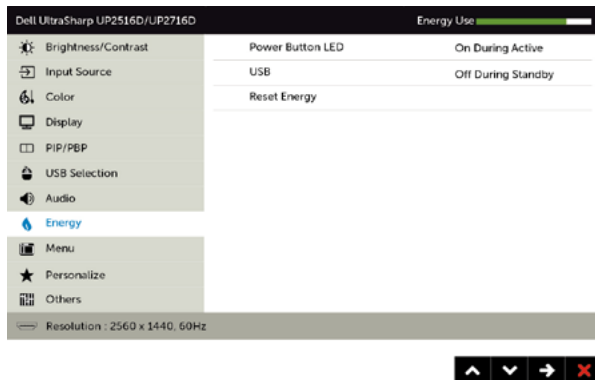 Dell UltraSharp UP2516D/UP2716D Energy Use
Brightness/Contrast Power Button LED On During Active
Input Source USB Off During Standby
Color Reset Energy
Display
PIP/PBP
USB Selection
Audio
Energy
Menu
Personalize
Others
Resolution : 2560 x 1440, 60Hz